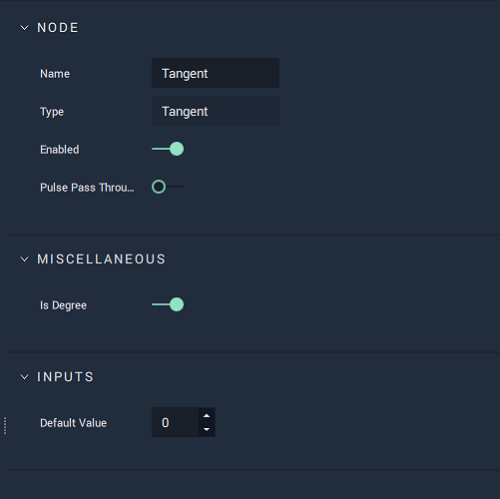 NODE
Name Tangent
Type Tangent
Enabled
Pulse Pass Throu...
MISCELLANEOUS
Is Degree
INPUTS
Default Value 0